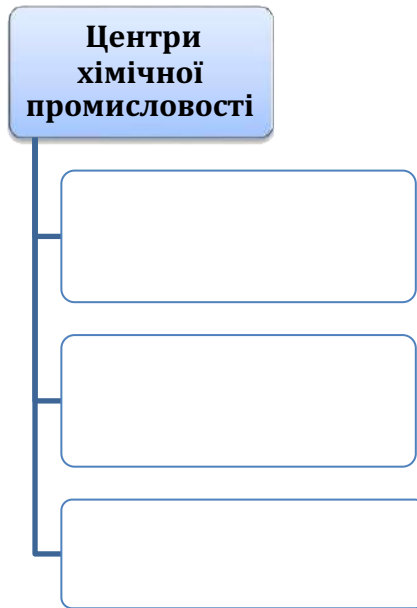 Центри
хімічної
промисловості